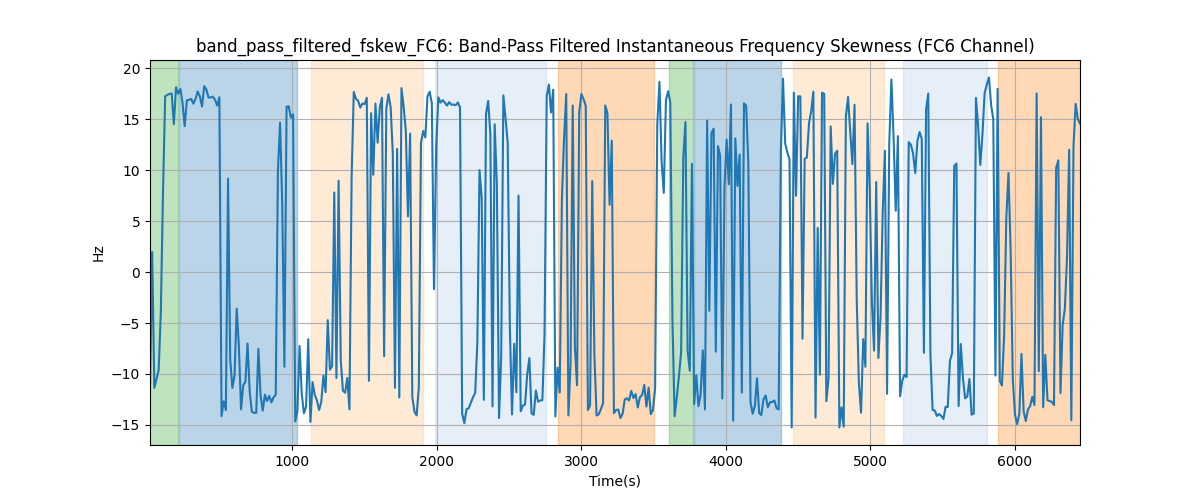 band_pass_filtered_fskew_FC6: Band-Pass Filtered Instantaneous Frequency Skewness (FC6 Channel)
20
15
10
5
0
−5
−10
−15
Hz
1000 2000 3000 4000 5000 6000
Time(s)